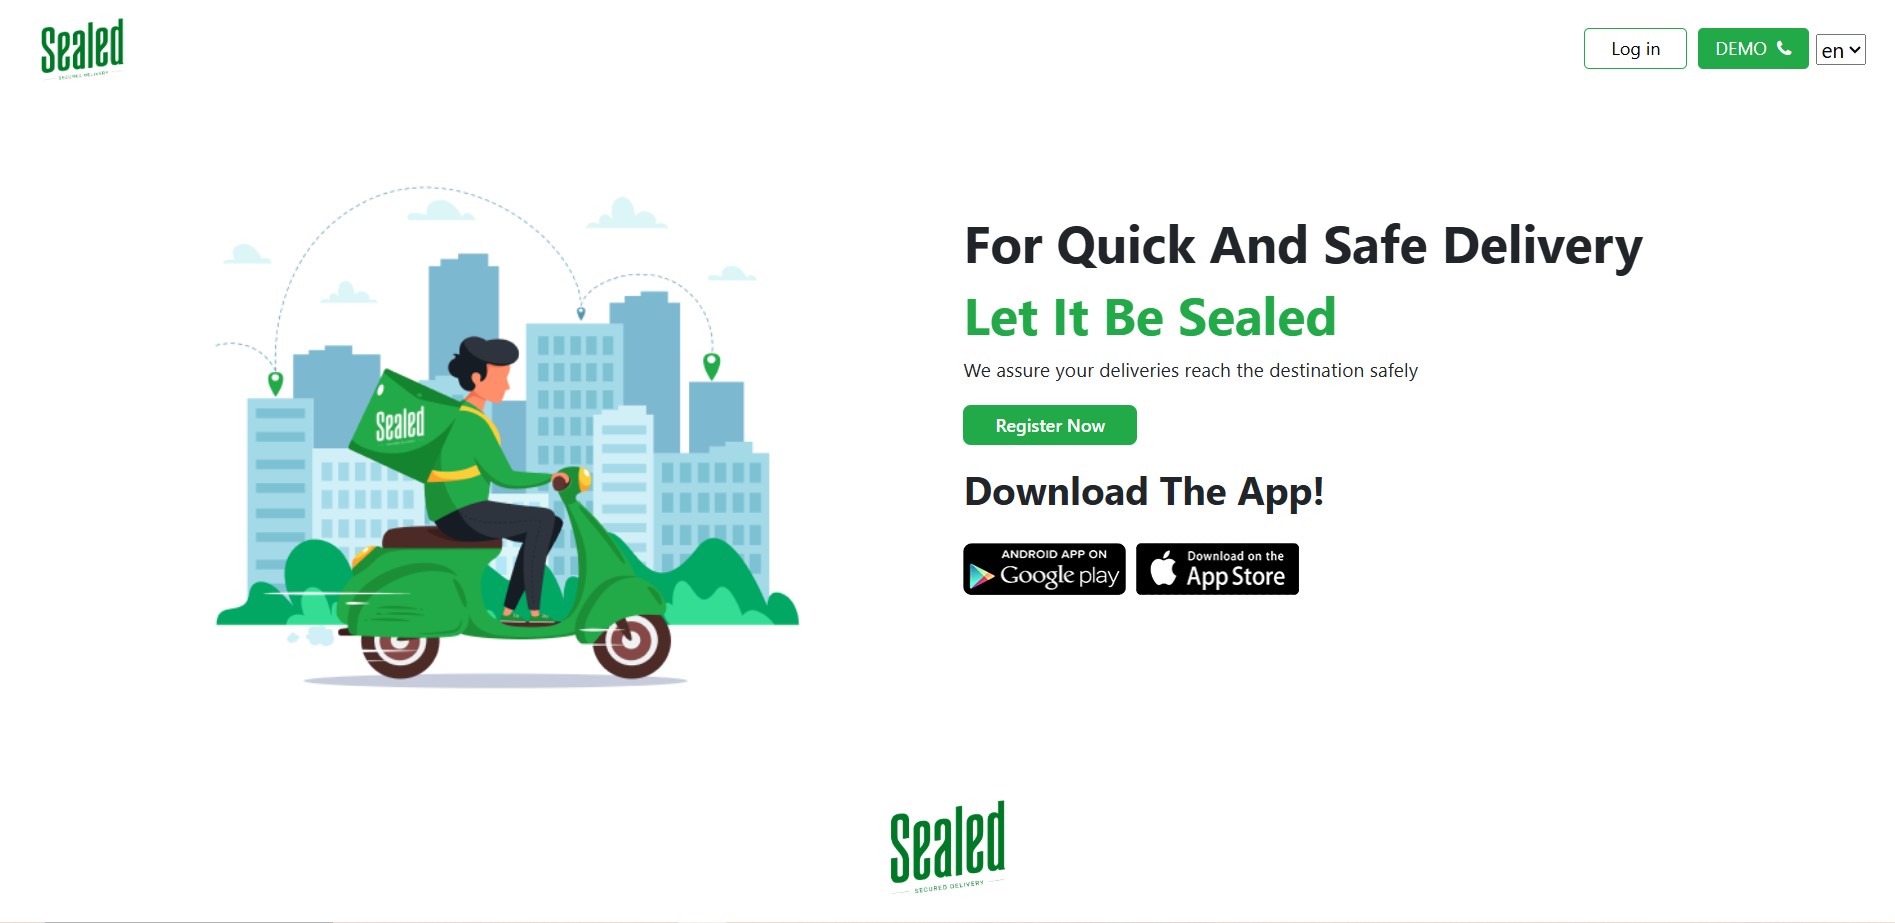 Sealed
SECURED DELIVERY
Log in
DEMO
en
For Quick And Safe Delivery
Let It Be Sealed
We assure your deliveries reach the destination safely
Register Now
Sealed
Download The App!
ANDROID APP ON
Google play
Download on the
App Store
Sealed
SECURED DELIVERY